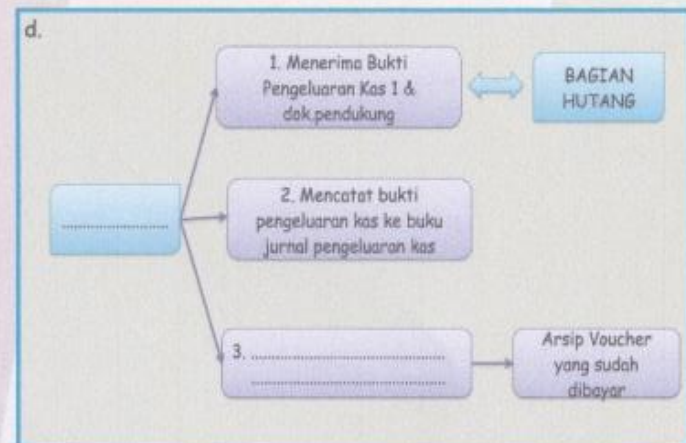 d.
1. Menerima Bukti
Pengeluaran Kas 1 &
dok.pendukung
BAGIAN
HUTANG
........................
2. Mencatat bukti
pengeluaran kas ke buku
jurnal pengeluaran kas
3. ............................................
............................................
Arsip Voucher
yang sudah
dibayar